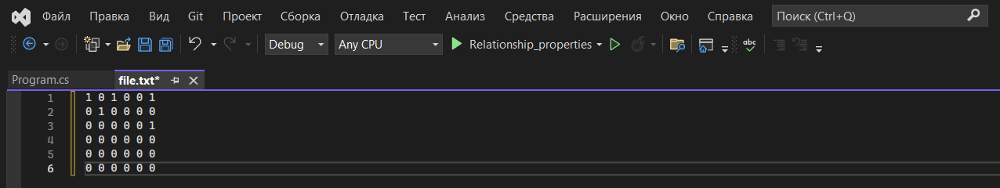 Файл Правка Вид Git Проект Сборка Отладка Тест Анализ Средства Расширения Окно Справка Поиск (Ctrl+Q)
Debug Any CPU Relationship_properties abc
Program.cs file.txt*
1 1 0 1 0 0 1
2 0 1 0 0 0 0
3 0 0 0 0 0 1
4 0 0 0 0 0 0
5 0 0 0 0 0 0
6 0 0 0 0 0 0